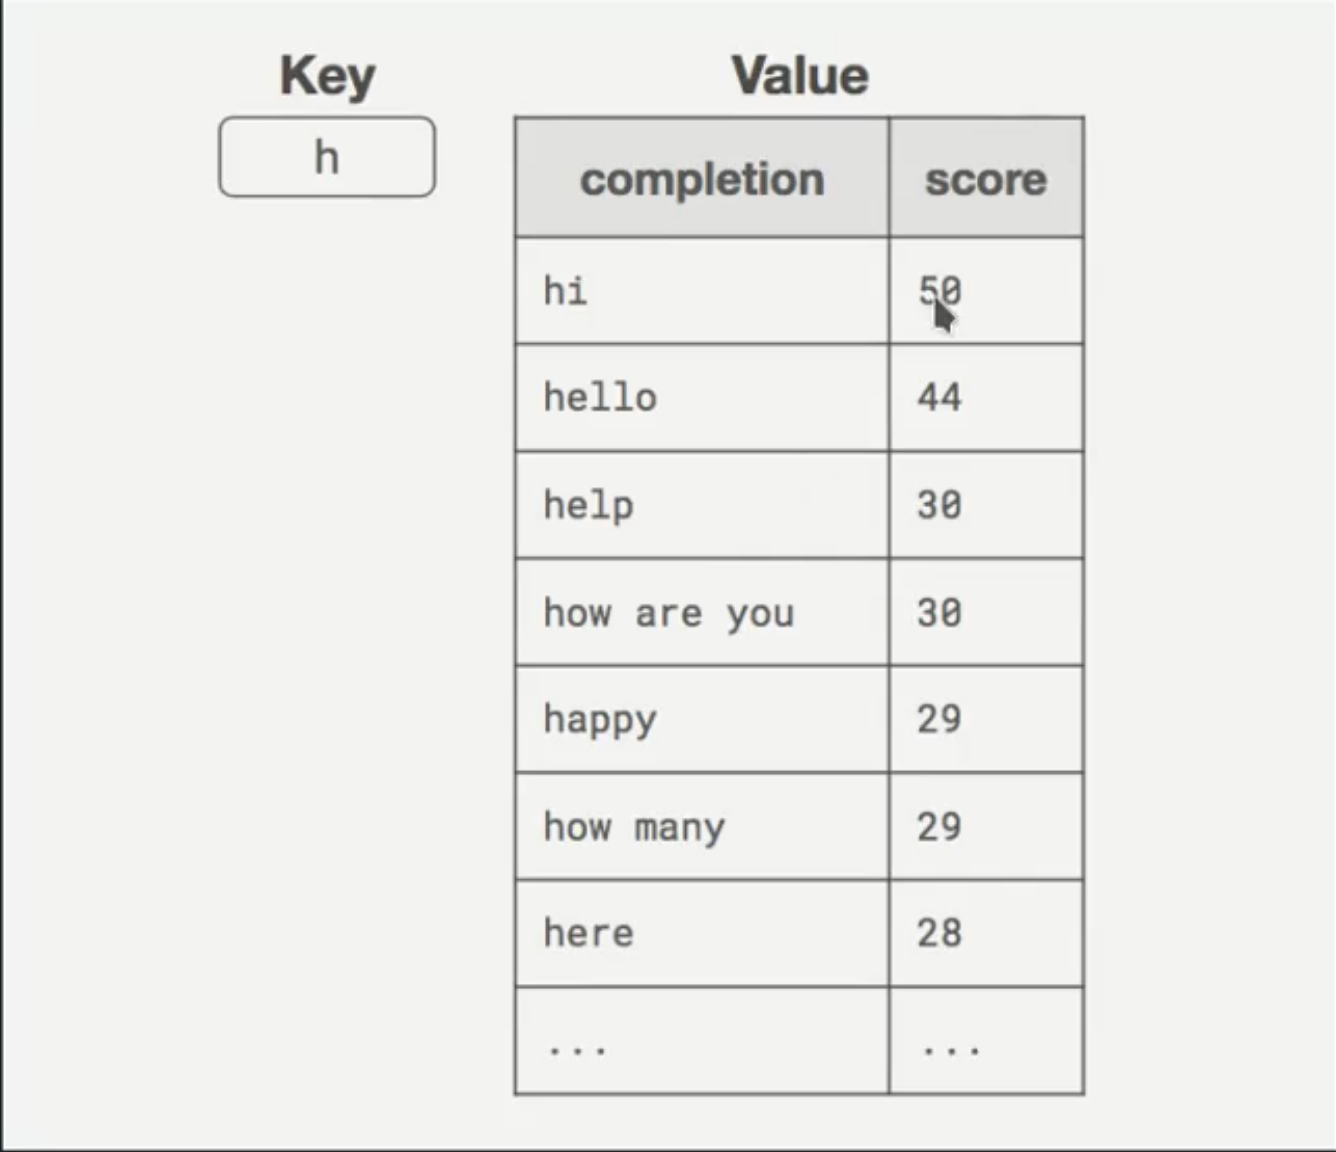 Key Value
h
completion score
hi 50
hello 44
help 30
how are you 30
happy 29
how many 29
here 28
... ...